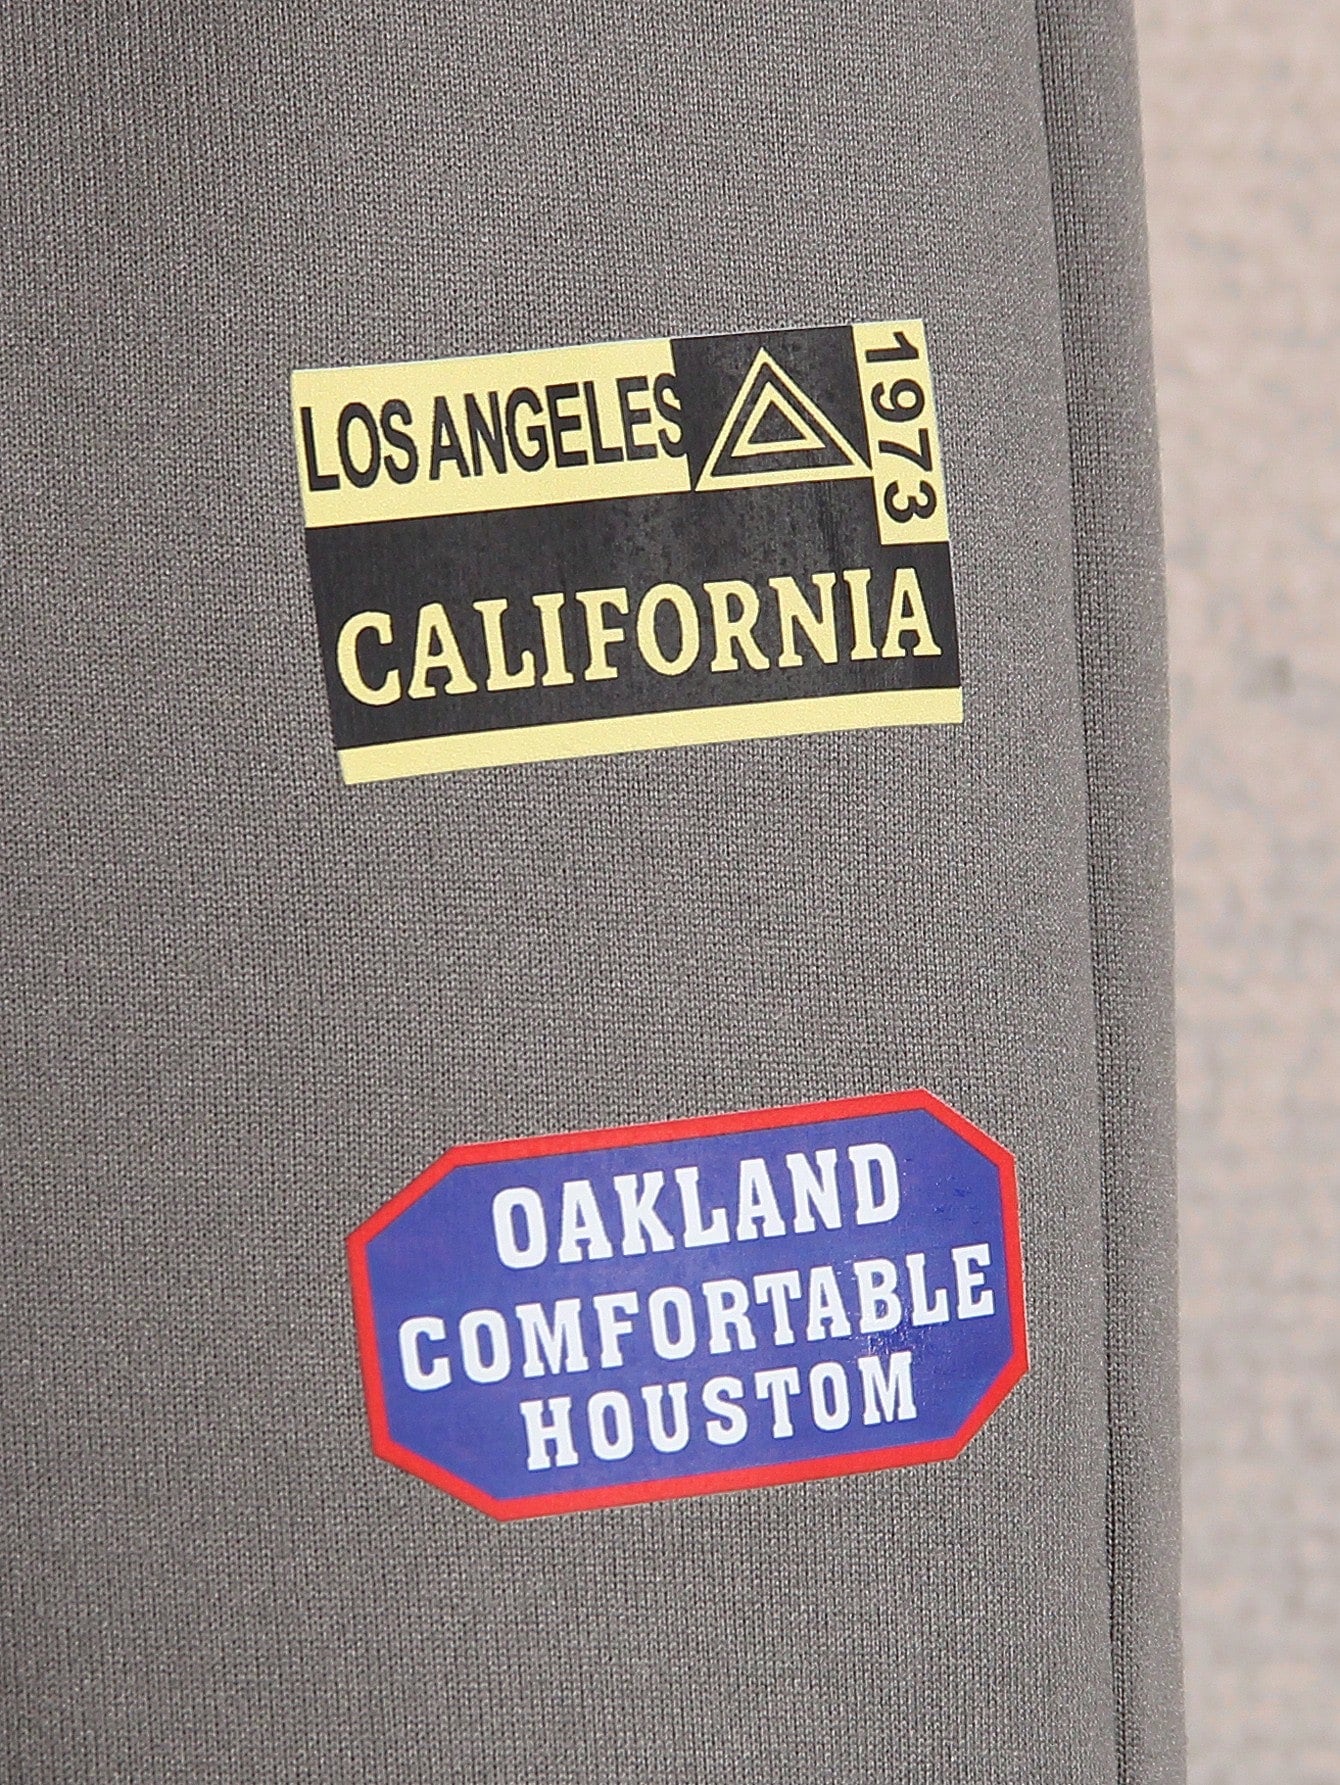 LOS ANGELES
1973
CALIFORNIA
OAKLAND
COMFORTABLE
HOUSTOM